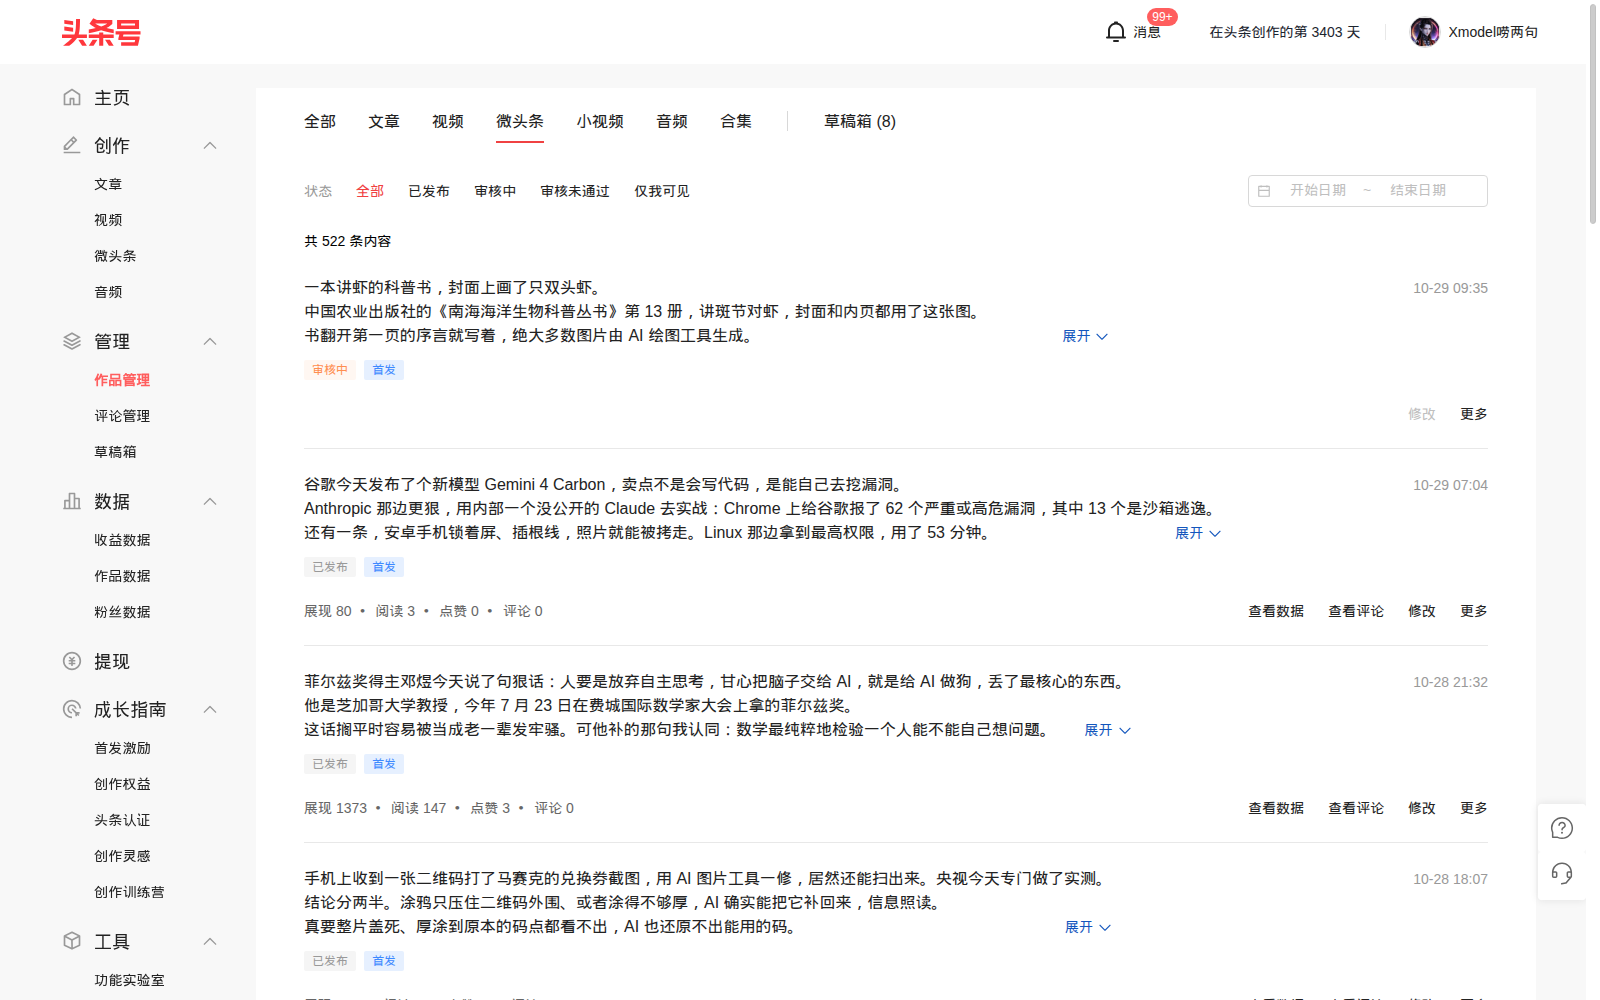 头条号
消息
99+
在头条创作的第 3403 天
Xmodel唠两句
主页
创作
文章
视频
微头条
音频
管理
作品管理
评论管理
草稿箱
数据
收益数据
作品数据
粉丝数据
提现
成长指南
首发激励
创作权益
头条认证
创作灵感
创作训练营
工具
功能实验室
全部 文章 视频 微头条 小视频 音频 合集 草稿箱 (8)
状态 全部 已发布 审核中 审核未通过 仅我可见
开始日期 ~ 结束日期
共 522 条内容
一本讲虾的科普书，封面上画了只双头虾。
10-29 09:35
中国农业出版社的《南海海洋生物科普丛书》第 13 册，讲斑节对虾，封面和内页都用了这张图。
书翻开第一页的序言就写着，绝大多数图片由 AI 绘图工具生成。
展开
审核中 首发
修改 更多
谷歌今天发布了个新模型 Gemini 4 Carbon，卖点不是会写代码，是能自己去挖漏洞。
10-29 07:04
Anthropic 那边更狠，用内部一个没公开的 Claude 去实战：Chrome 上给谷歌报了 62 个严重或高危漏洞，其中 13 个是沙箱逃逸。
还有一条，安卓手机锁着屏、插根线，照片就能被拷走。Linux 那边拿到最高权限，用了 53 分钟。
展开
已发布 首发
展现 80 • 阅读 3 • 点赞 0 • 评论 0
查看数据 查看评论 修改 更多
菲尔兹奖得主邓煜今天说了句狠话：人要是放弃自主思考，甘心把脑子交给 AI，就是给 AI 做狗，丢了最核心的东西。
10-28 21:32
他是芝加哥大学教授，今年 7 月 23 日在费城国际数学家大会上拿的菲尔兹奖。
这话搁平时容易被当成老一辈发牢骚。可他补的那句我认同：数学最纯粹地检验一个人能不能自己想问题。
展开
已发布 首发
展现 1373 • 阅读 147 • 点赞 3 • 评论 0
查看数据 查看评论 修改 更多
手机上收到一张二维码打了马赛克的兑换券截图，用 AI 图片工具一修，居然还能扫出来。央视今天专门做了实测。
10-28 18:07
结论分两半。涂鸦只压住二维码外围、或者涂得不够厚，AI 确实能把它补回来，信息照读。
真要整片盖死、厚涂到原本的码点都看不出，AI 也还原不出能用的码。
展开
已发布 首发